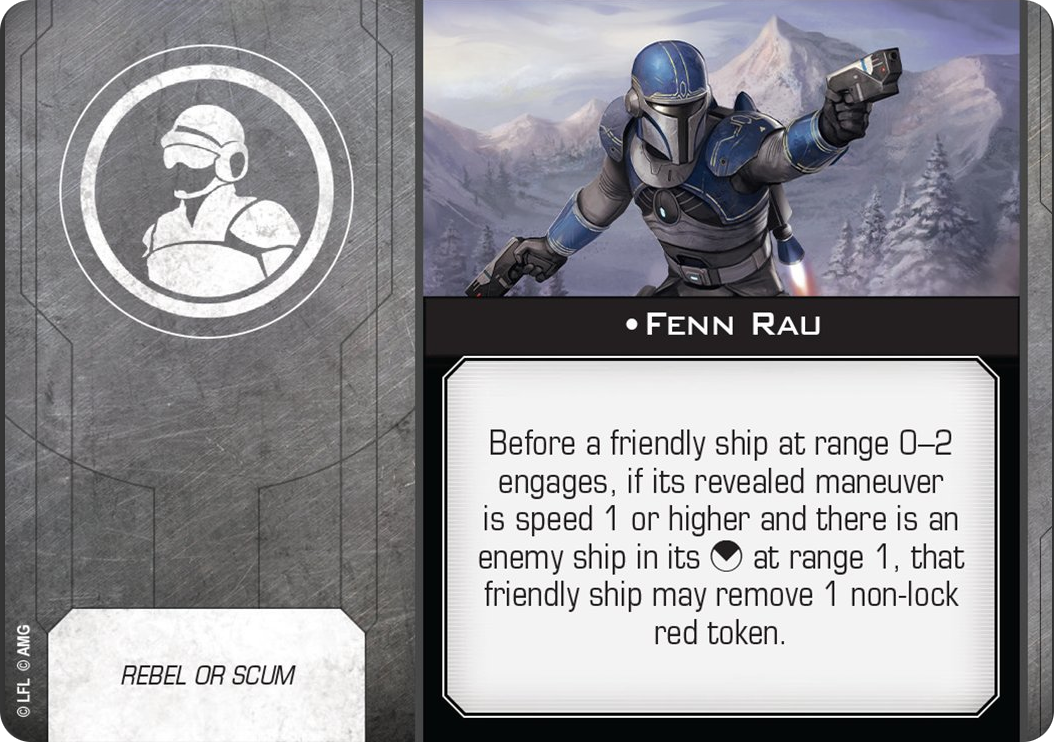 •Fenn Rau
Before a friendly ship at range 0–2
engages, if its revealed maneuver
is speed 1 or higher and there is an
enemy ship in its at range 1, that
friendly ship may remove 1 non-lock
red token.
REBEL OR SCUM
© LFL © AMG